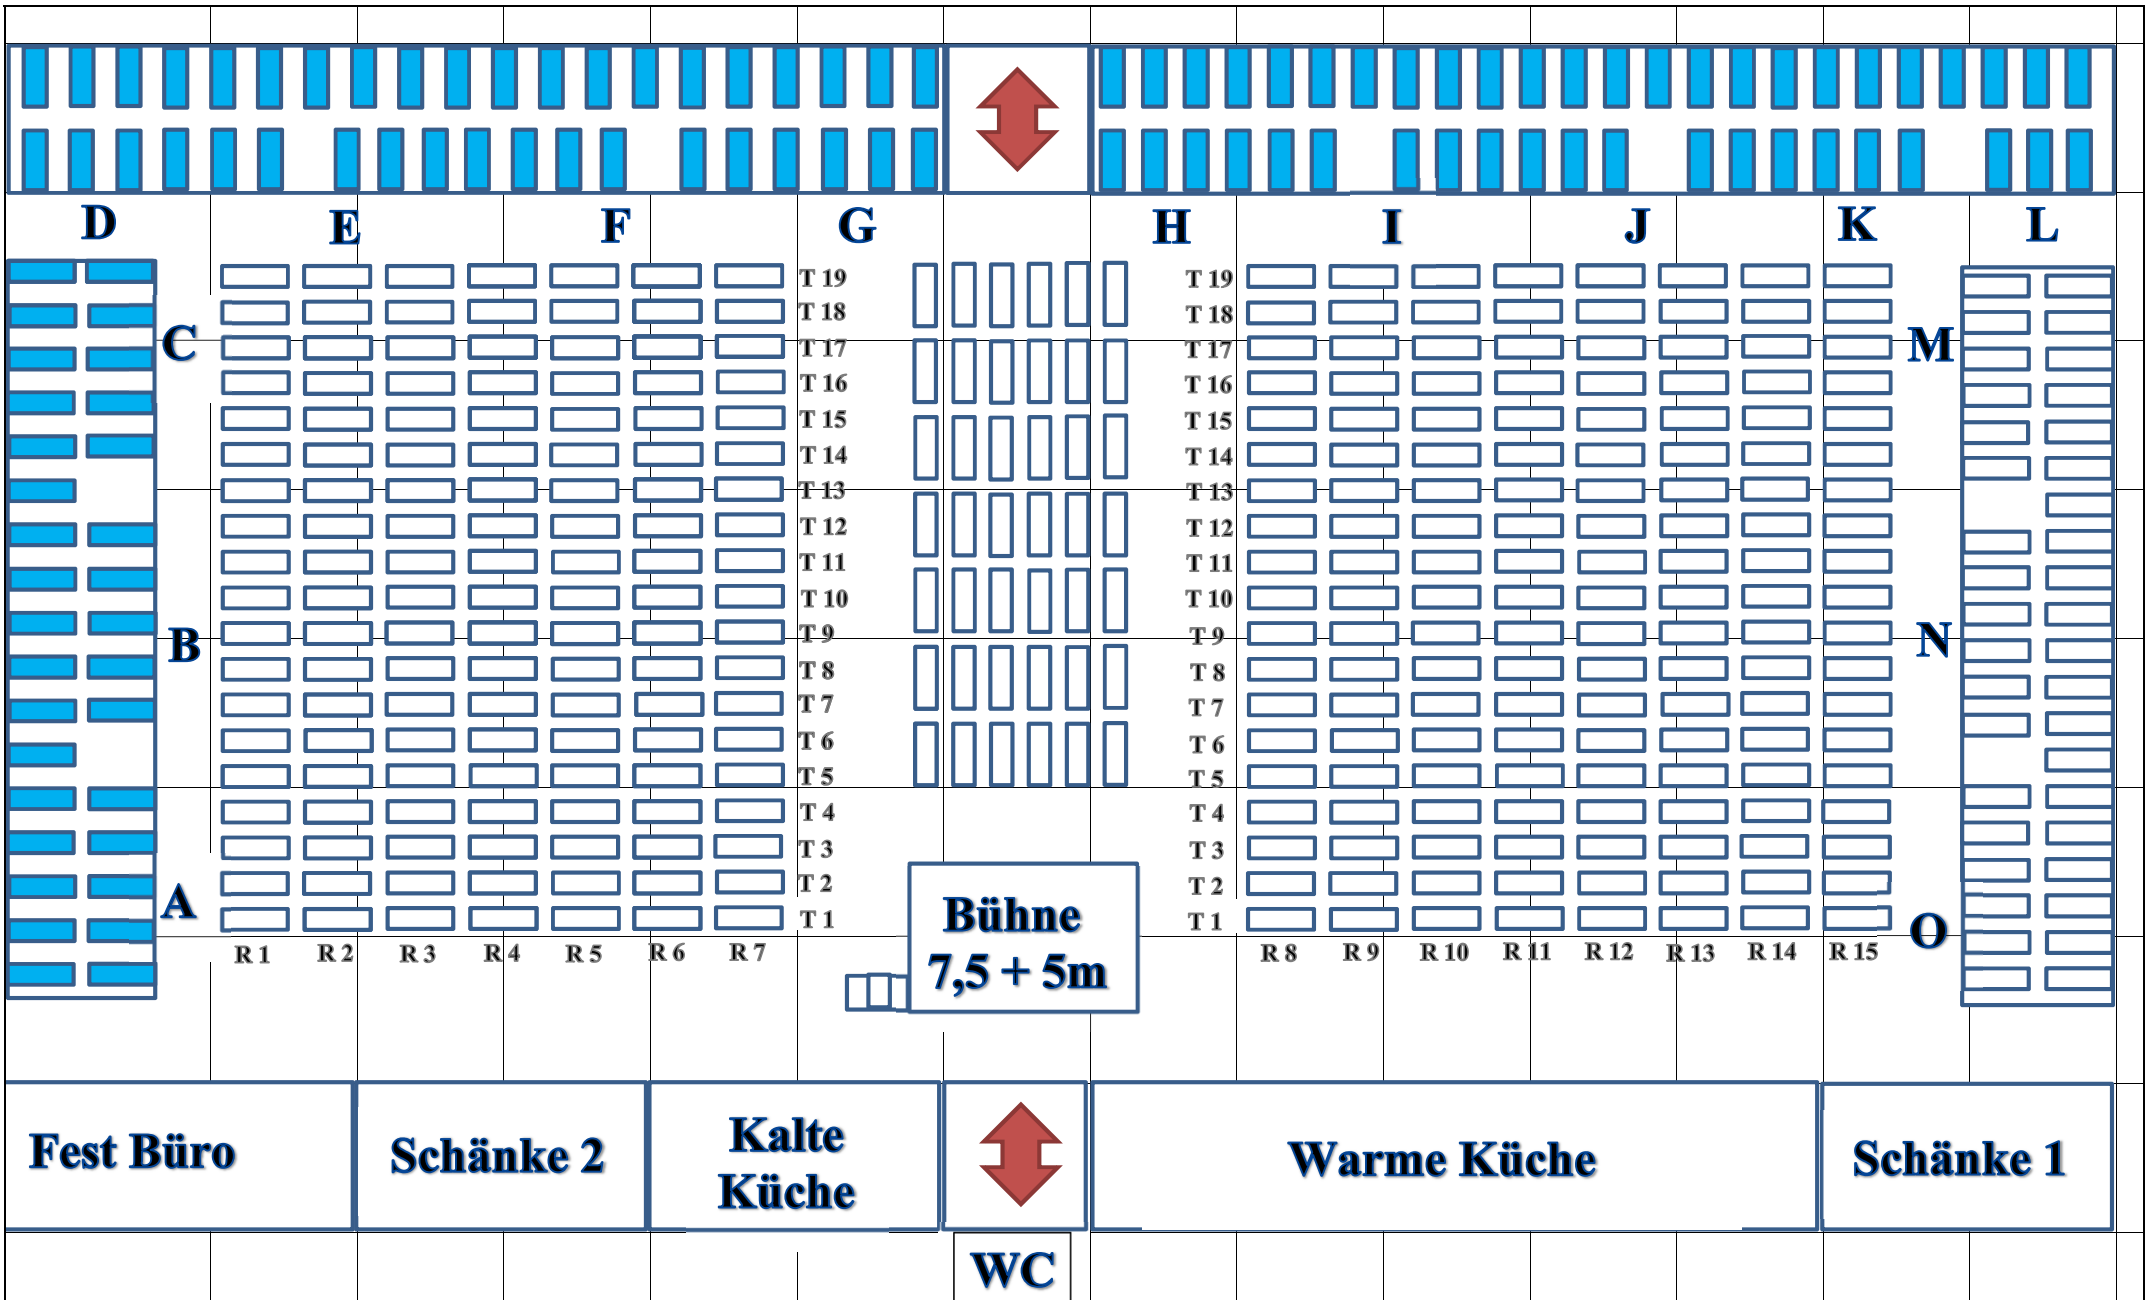 D E F G H I J K L
T 19 T 19
T 18 T 18
C T 17 T 17 M
T 16 T 16
T 15 T 15
T 14 T 14
T 13 T 13
T 12 T 12
T 11 T 11
T 10 T 10
B T 9 T 9 N
T 8 T 8
T 7 T 7
T 6 T 6
T 5 T 5
T 4 T 4
T 3 T 3
T 2 T 2
A T 1 T 1 O
Bühne
7,5 + 5m
R 1 R 2 R 3 R 4 R 5 R 6 R 7 R 8 R 9 R 10 R 11 R 12 R 13 R 14 R 15
Fest Büro
Schänke 2
Kalte
Küche
Warme Küche
Schänke 1
WC